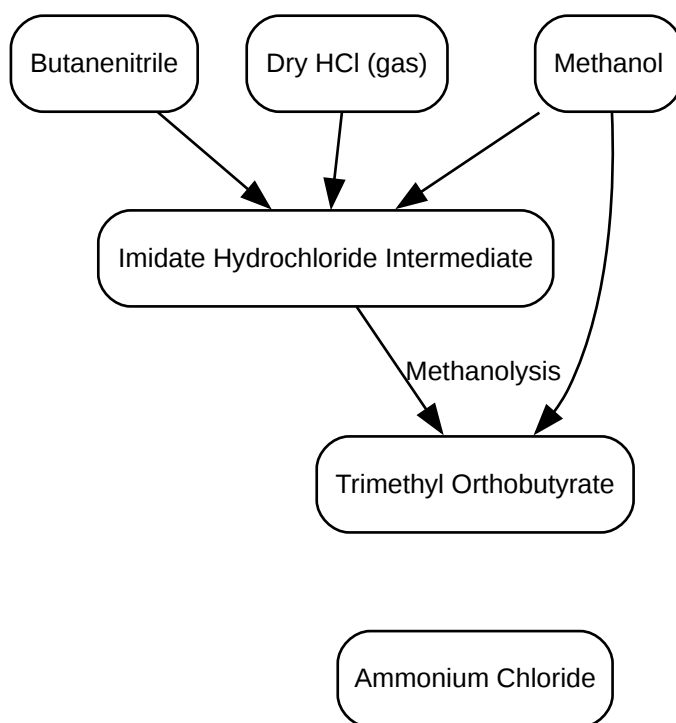 Butanenitrile
Dry HCl (gas)
Methanol
Imidate Hydrochloride Intermediate
Methanolysis
Trimethyl Orthobutyrate
Ammonium Chloride